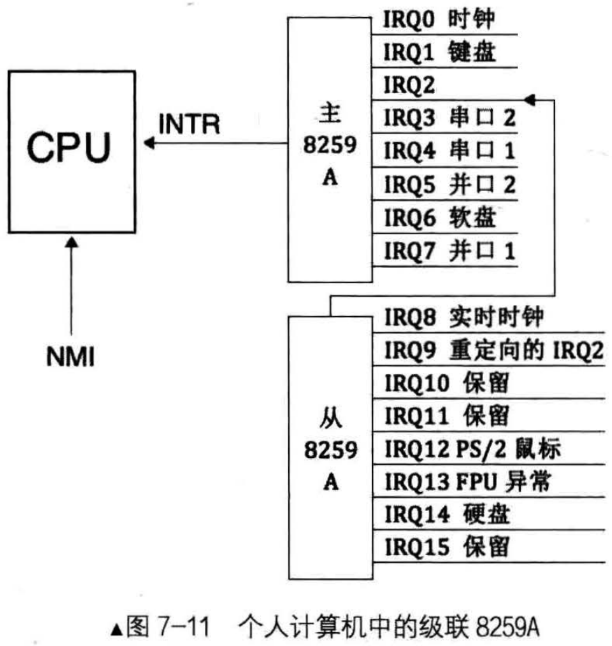 CPU
INTR
NMI
主
8259
A
IRQ0 时钟
IRQ1 键盘
IRQ2
IRQ3 串口 2
IRQ4 串口 1
IRQ5 并口 2
IRQ6 软盘
IRQ7 并口 1
从
8259
A
IRQ8 实时时钟
IRQ9 重定向的 IRQ2
IRQ10 保留
IRQ11 保留
IRQ12 PS/2 鼠标
IRQ13 FPU 异常
IRQ14 硬盘
IRQ15 保留
▲图 7-11 个人计算机中的级联 8259A